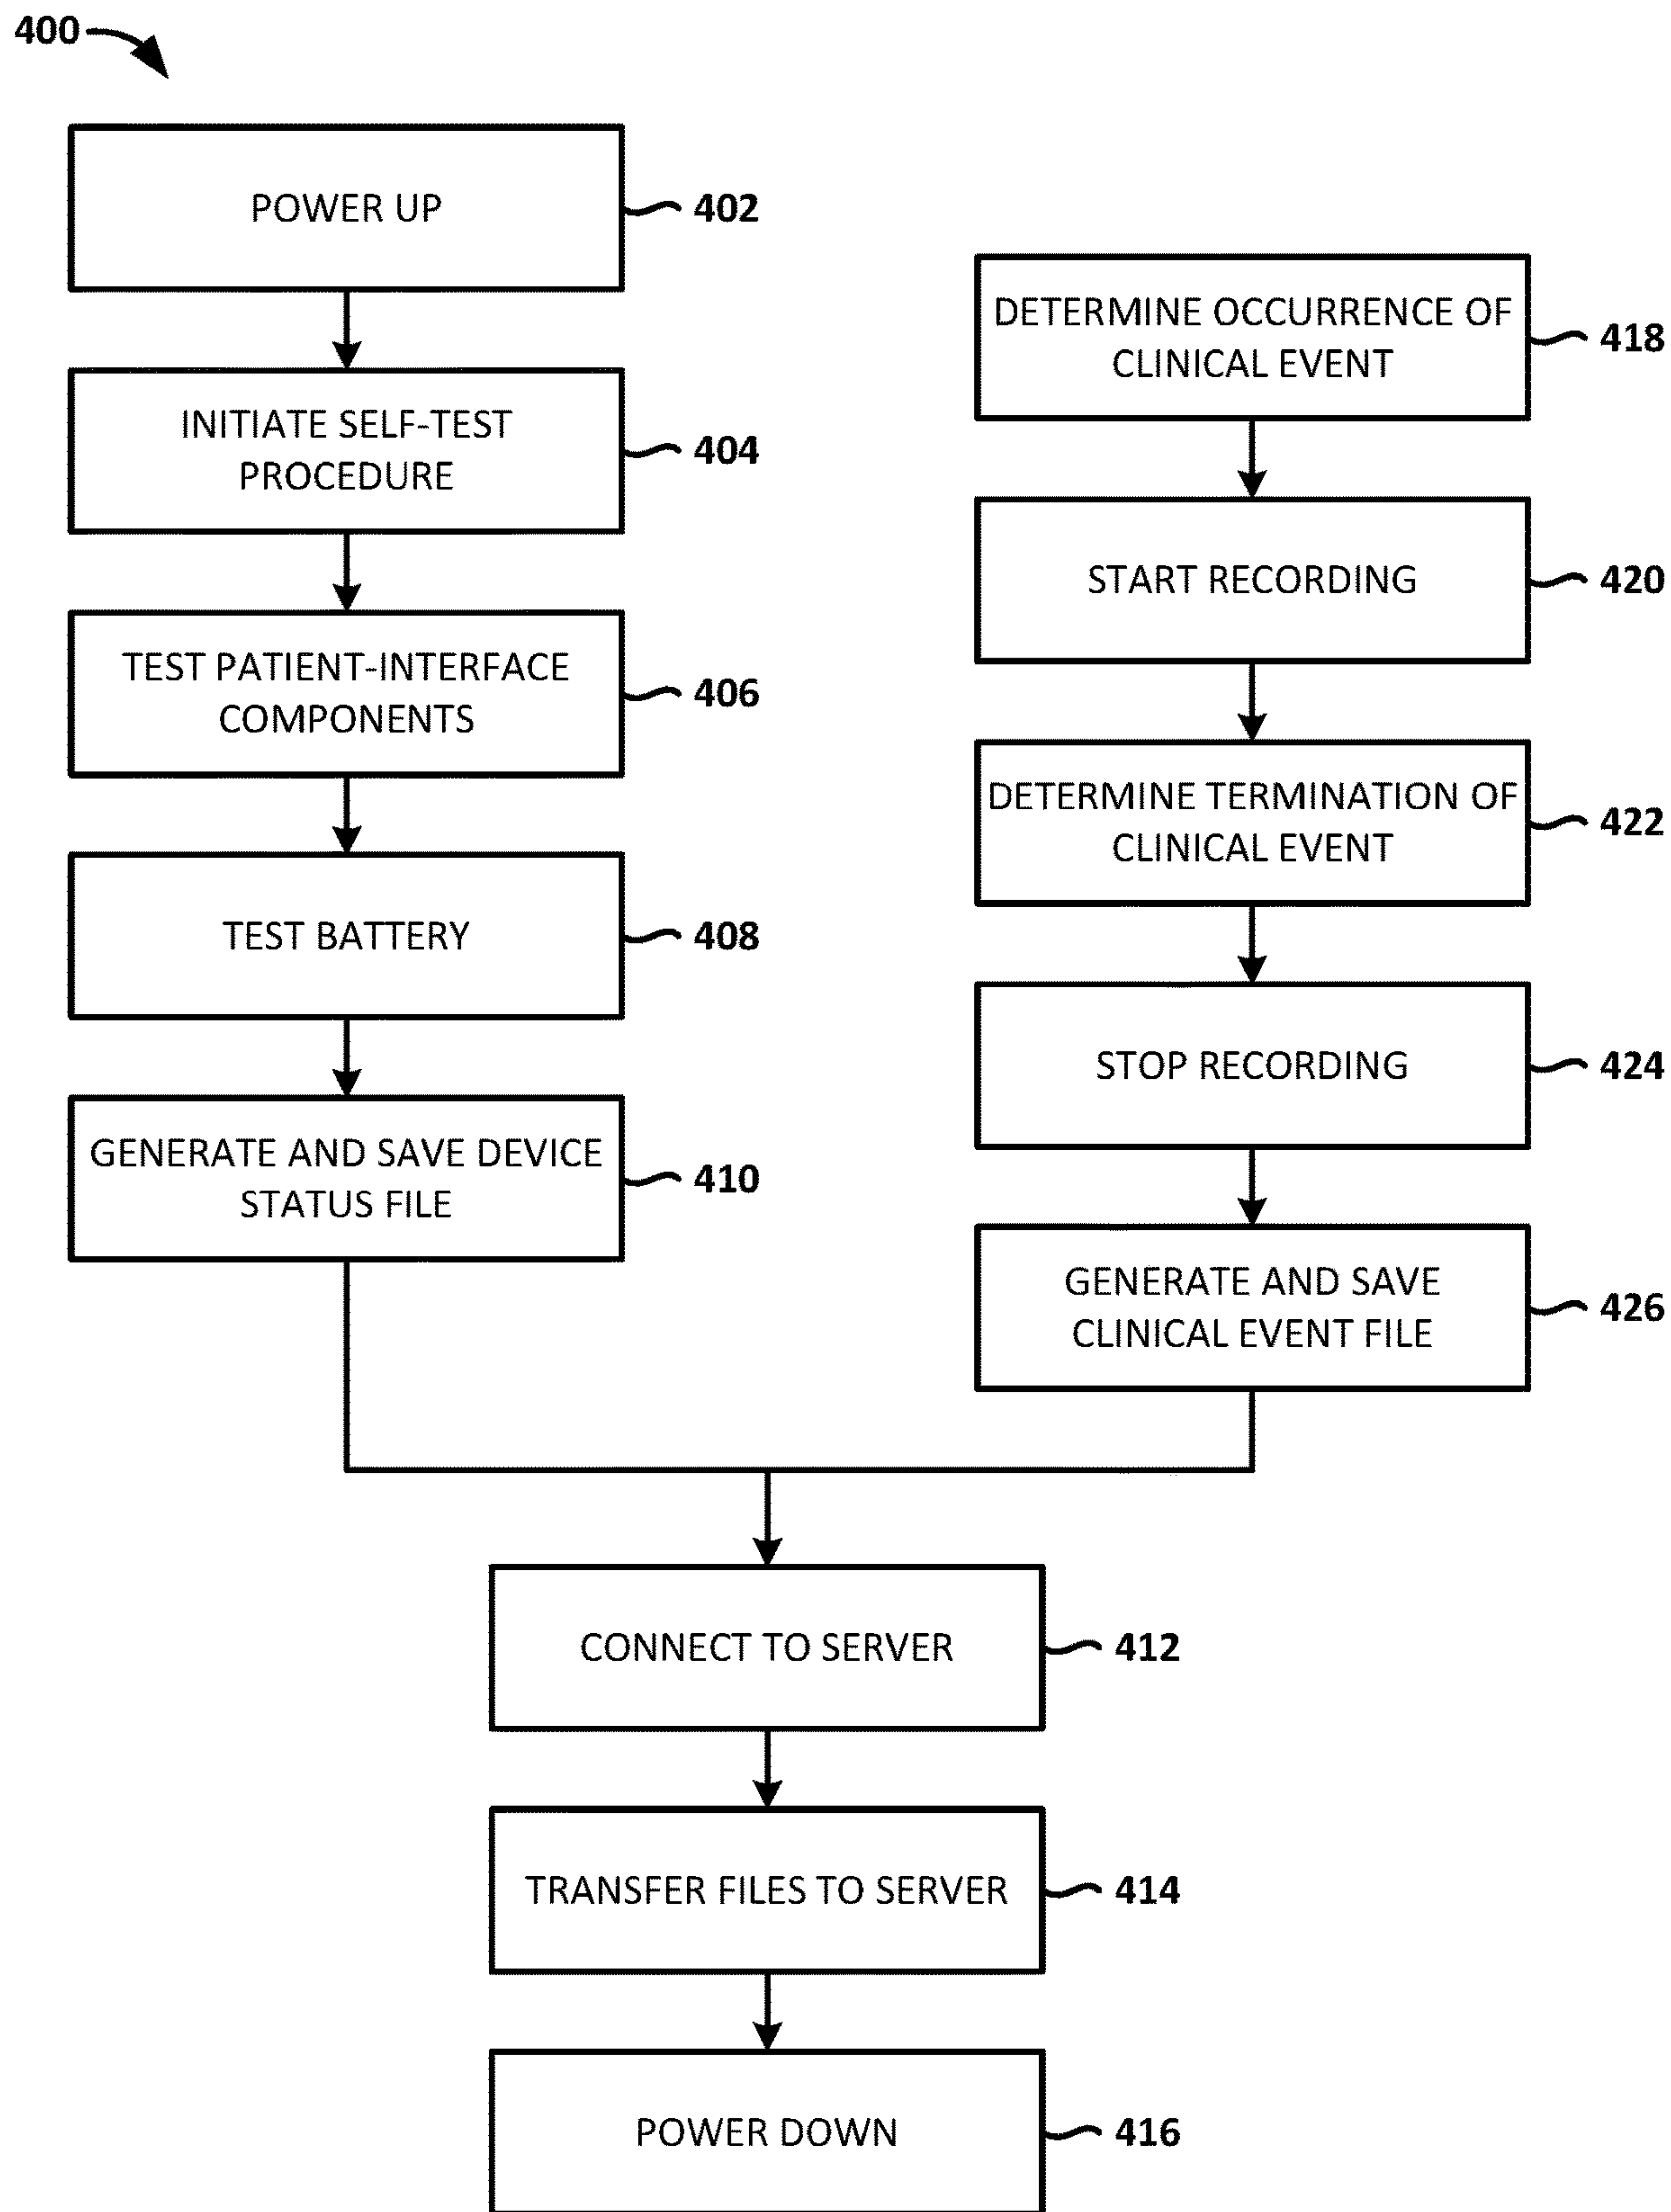 400
POWER UP
402
INITIATE SELF-TEST
PROCEDURE
404
TEST PATIENT-INTERFACE
COMPONENTS
406
TEST BATTERY
408
GENERATE AND SAVE DEVICE
STATUS FILE
410
DETERMINE OCCURRENCE OF
CLINICAL EVENT
418
START RECORDING
420
DETERMINE TERMINATION OF
CLINICAL EVENT
422
STOP RECORDING
424
GENERATE AND SAVE
CLINICAL EVENT FILE
426
CONNECT TO SERVER
412
TRANSFER FILES TO SERVER
414
POWER DOWN
416